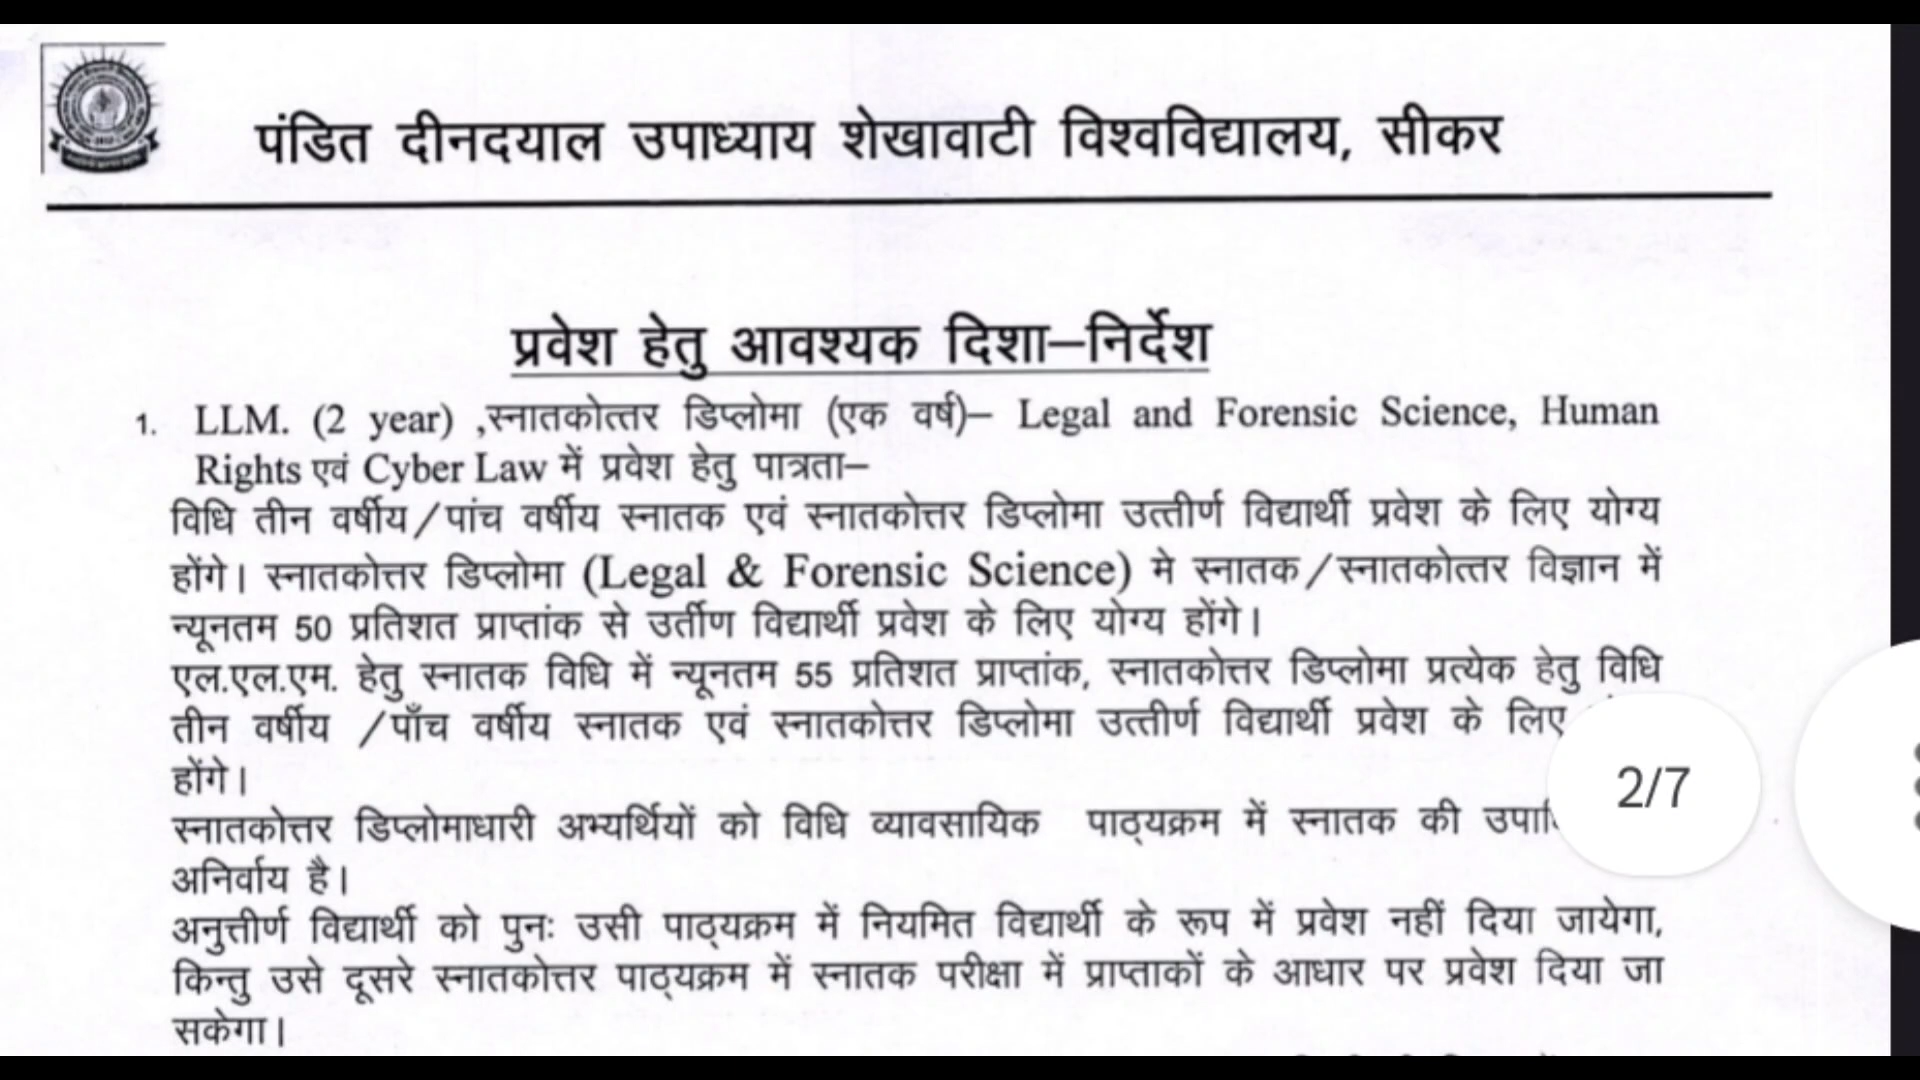 पंडित दीनदयाल उपाध्याय शेखावाटी विश्वविद्यालय, सीकर
प्रवेश हेतु आवश्यक दिशा–निर्देश
1. LLM. (2 year) ,स्नातकोत्तर डिप्लोमा (एक वर्ष)– Legal and Forensic Science, Human
Rights एवं Cyber Law में प्रवेश हेतु पात्रता–
विधि तीन वर्षीय/पांच वर्षीय स्नातक एवं स्नातकोत्तर डिप्लोमा उत्तीर्ण विद्यार्थी प्रवेश के लिए योग्य
होंगे। स्नातकोत्तर डिप्लोमा (Legal & Forensic Science) मे स्नातक/स्नातकोत्तर विज्ञान में
न्यूनतम 50 प्रतिशत प्राप्तांक से उर्तीण विद्यार्थी प्रवेश के लिए योग्य होंगे।
एल.एल.एम. हेतु स्नातक विधि में न्यूनतम 55 प्रतिशत प्राप्तांक, स्नातकोत्तर डिप्लोमा प्रत्येक हेतु विधि
तीन वर्षीय /पाँच वर्षीय स्नातक एवं स्नातकोत्तर डिप्लोमा उत्तीर्ण विद्यार्थी प्रवेश के लिए
होंगे।
2/7
स्नातकोत्तर डिप्लोमाधारी अभ्यर्थियों को विधि व्यावसायिक पाठ्यक्रम में स्नातक की
अनिर्वाय है।
अनुत्तीर्ण विद्यार्थी को पुनः उसी पाठ्यक्रम में नियमित विद्यार्थी के रूप में प्रवेश नहीं दिया जायेगा,
किन्तु उसे दूसरे स्नातकोत्तर पाठ्यक्रम में स्नातक परीक्षा में प्राप्ताकों के आधार पर प्रवेश दिया जा
सकेगा।